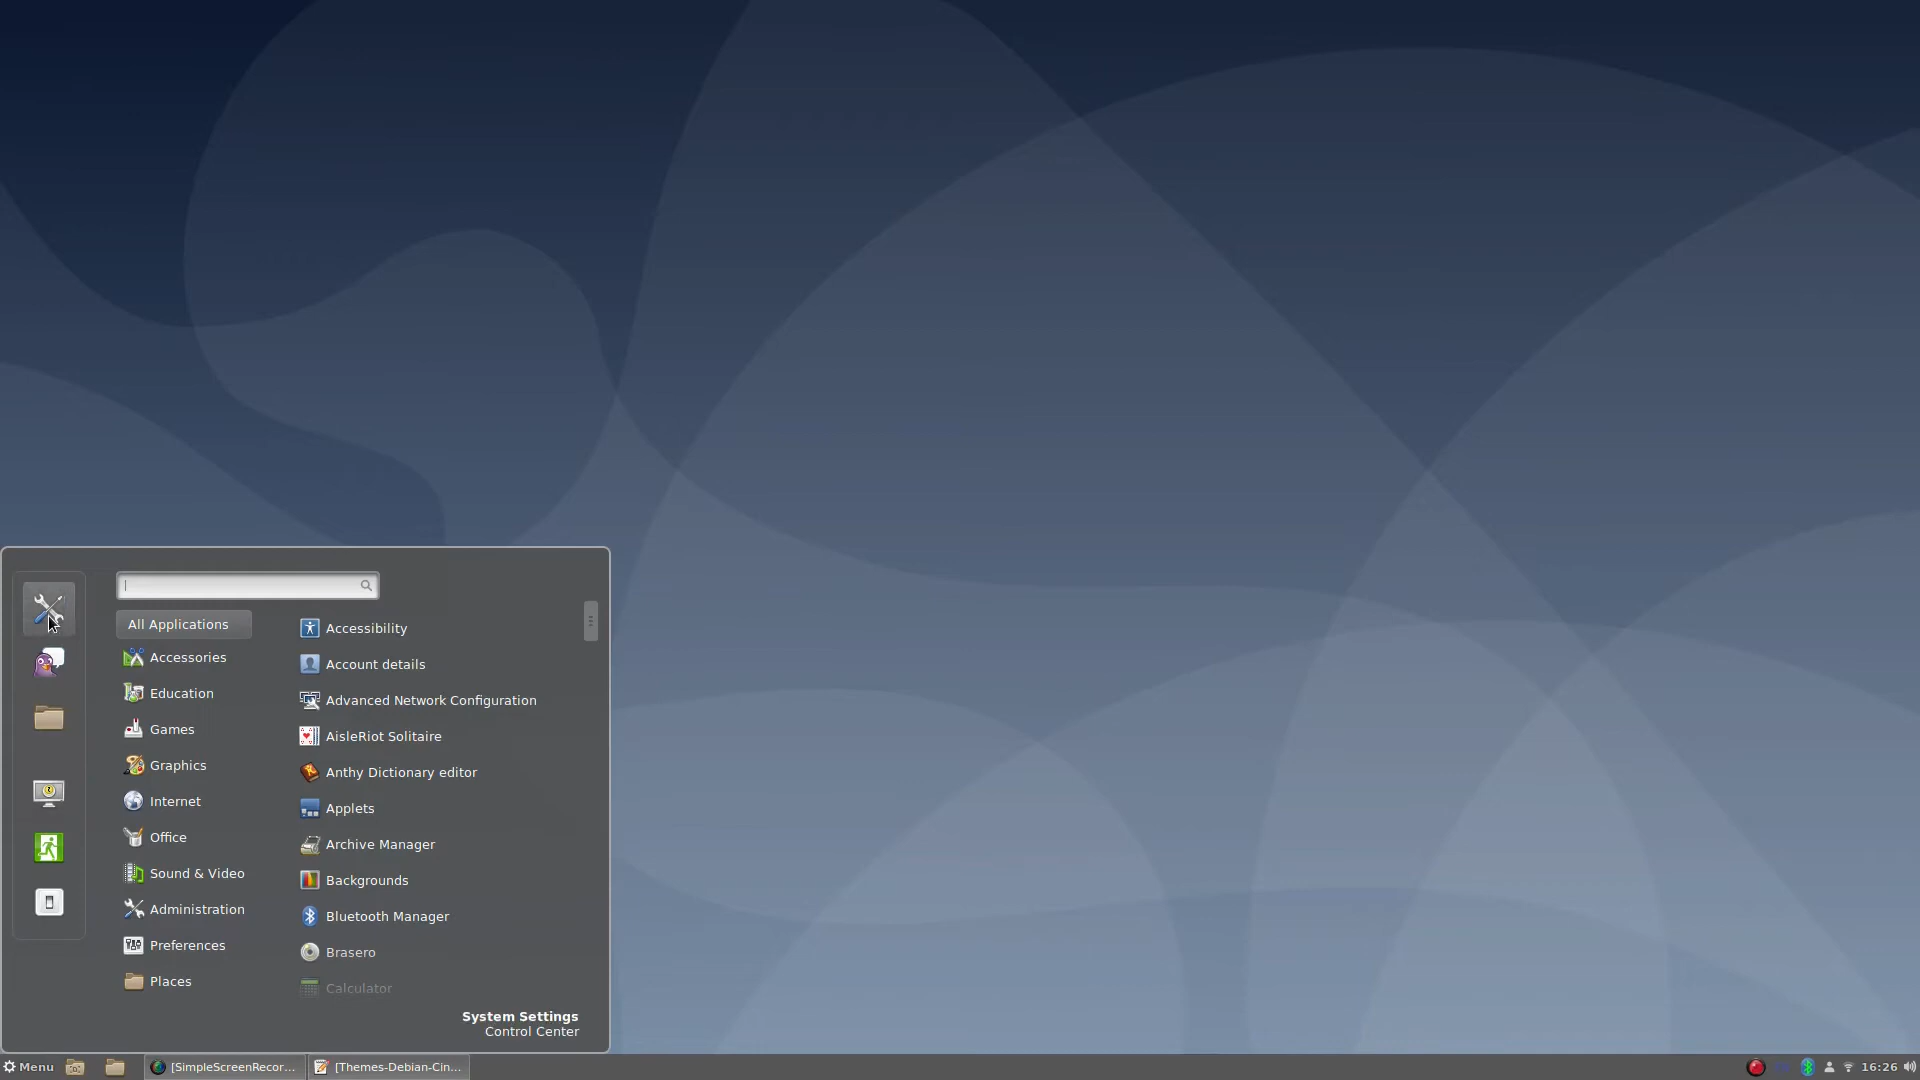 All Applications
Accessories
Education
Games
Graphics
Internet
Office
Sound & Video
Administration
Preferences
Places
Accessibility
Account details
Advanced Network Configuration
AisleRiot Solitaire
Anthy Dictionary editor
Applets
Archive Manager
Backgrounds
Bluetooth Manager
Brasero
Calculator
System Settings
Control Center
Menu
[SimpleScreenRecor...
[Themes-Debian-Cin...
16:26